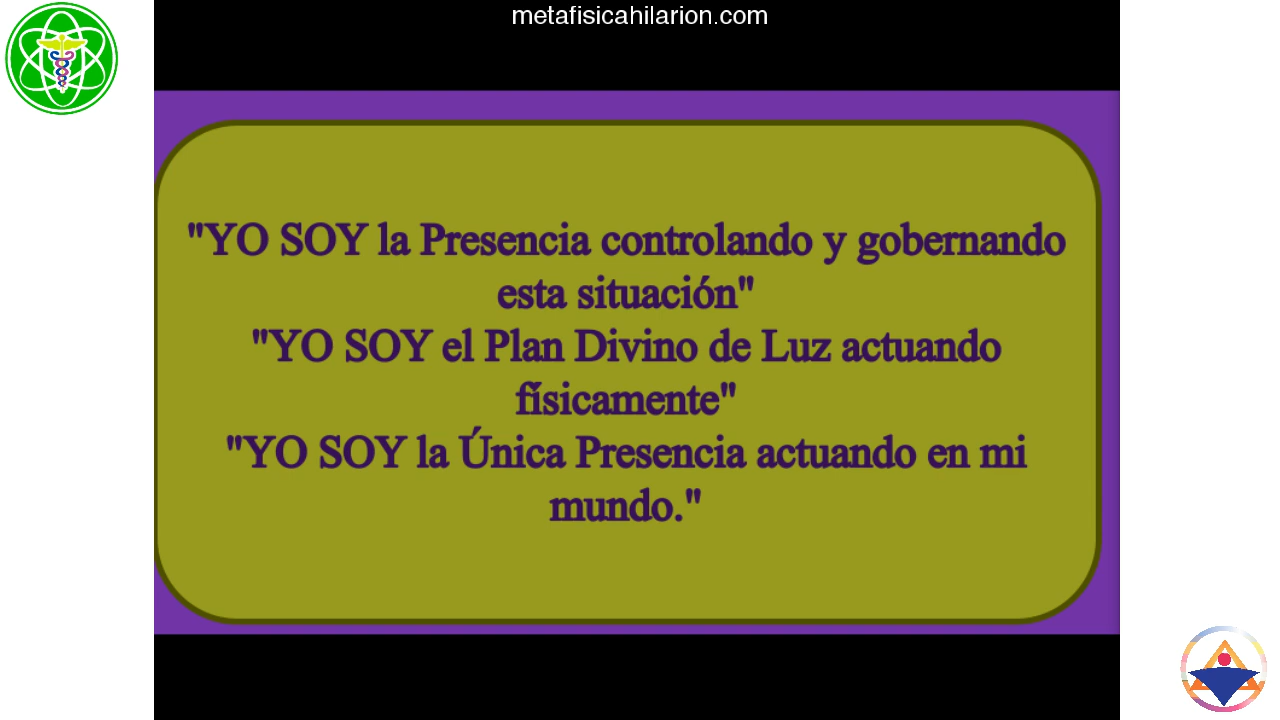 metafisicahilarion.com
"YO SOY la Presencia controlando y gobernando
esta situación"
"YO SOY el Plan Divino de Luz actuando
físicamente"
"YO SOY la Única Presencia actuando en mi
mundo."